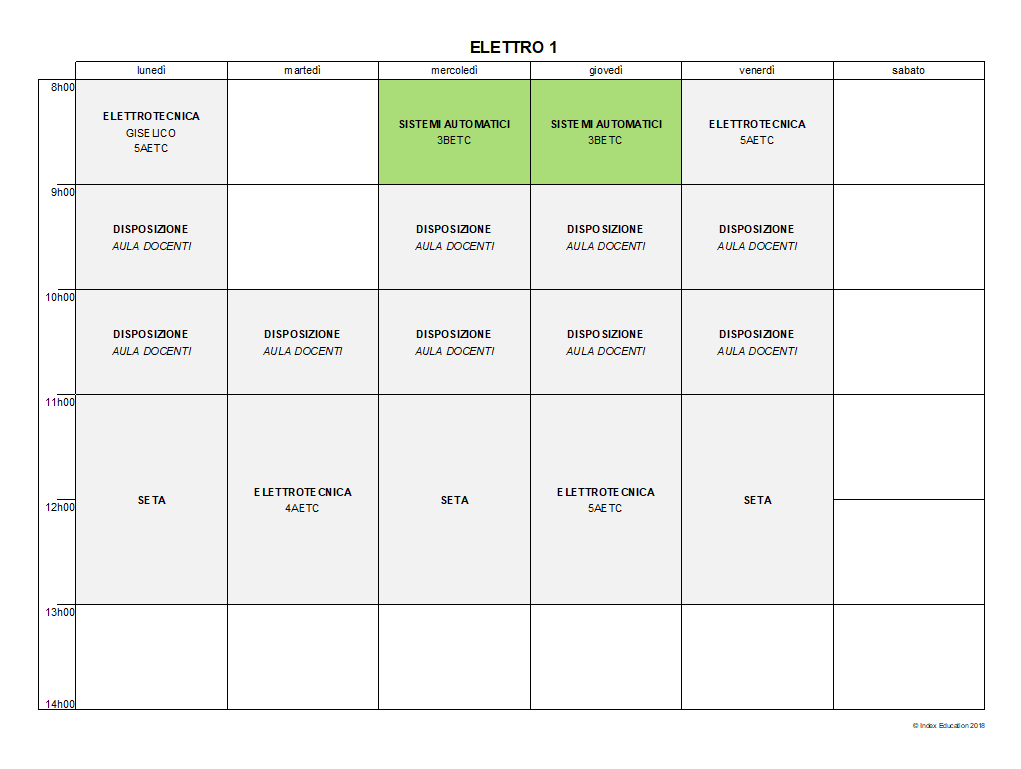 ELETTRO 1
lunedì martedì mercoledì giovedì venerdì sabato
8h00
ELETTROTECNICA
GISELICO
5AETC
SISTEMI AUTOMATICI
3BETC
SISTEMI AUTOMATICI
3BETC
ELETTROTECNICA
5AETC
9h00
DISPOSIZIONE
AULA DOCENTI
DISPOSIZIONE
AULA DOCENTI
DISPOSIZIONE
AULA DOCENTI
DISPOSIZIONE
AULA DOCENTI
10h00
DISPOSIZIONE
AULA DOCENTI
DISPOSIZIONE
AULA DOCENTI
DISPOSIZIONE
AULA DOCENTI
DISPOSIZIONE
AULA DOCENTI
DISPOSIZIONE
AULA DOCENTI
11h00
SETA
ELETTROTECNICA
4AETC
SETA
ELETTROTECNICA
5AETC
SETA
12h00
13h00
14h00
© Index Education 2018